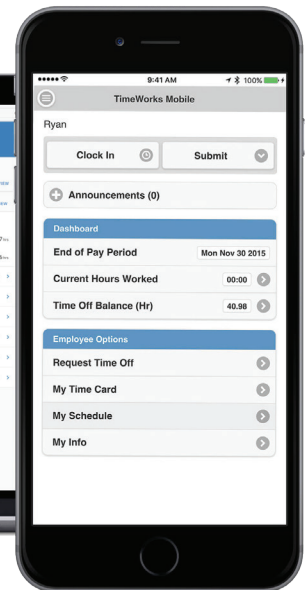 9:41 AM
100%
TimeWorks Mobile
Ryan
Clock In
Submit
Announcements (0)
Dashboard
End of Pay Period
Mon Nov 30 2015
Current Hours Worked
00:00
Time Off Balance (Hr)
40.98
Employee Options
Request Time Off
My Time Card
My Schedule
My Info